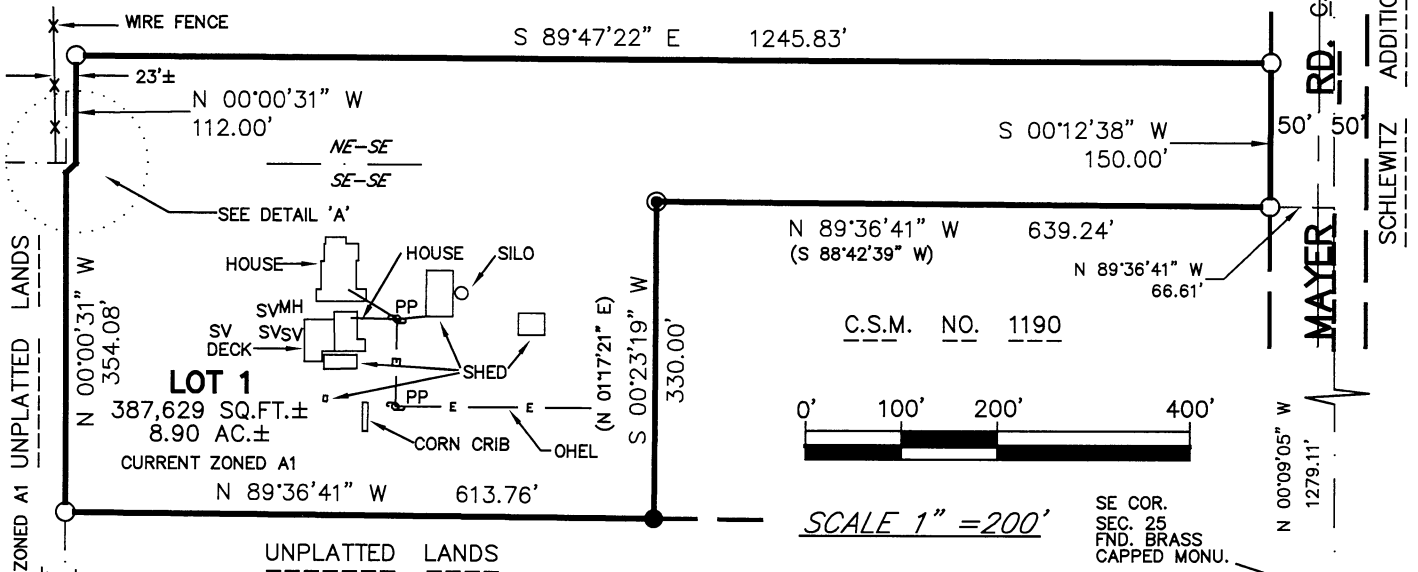 WIRE FENCE
S 89°47'22" E 1245.83'
23'±
N 00°00'31" W
112.00'
NE-SE
SE-SE
SEE DETAIL 'A'
S 00°12'38" W
150.00'
50' 50'
MAYER RD.
SCHLEWITZ
N 89°36'41" W 639.24'
(S 88°42'39" W)
N 89°36'41" W
66.61'
HOUSE
HOUSE
SILO
SV MH
PP
SV SV SV
DECK
SHED
PP
E E
CORN CRIB
OHEL
LOT 1
387,629 SQ.FT.±
8.90 AC.±
CURRENT ZONED A1
N 00°00'31" W
354.08'
UNPLATTED LANDS
ZONED A1
(N 01°17'21" E)
S 00°23'19" W
330.00'
C.S.M. NO. 1190
0' 100' 200' 400'
SCALE 1" =200'
N 89°36'41" W 613.76'
UNPLATTED LANDS
SE COR.
SEC. 25
FND. BRASS
CAPPED MONU.
N 00°09'05" W
1279.11'